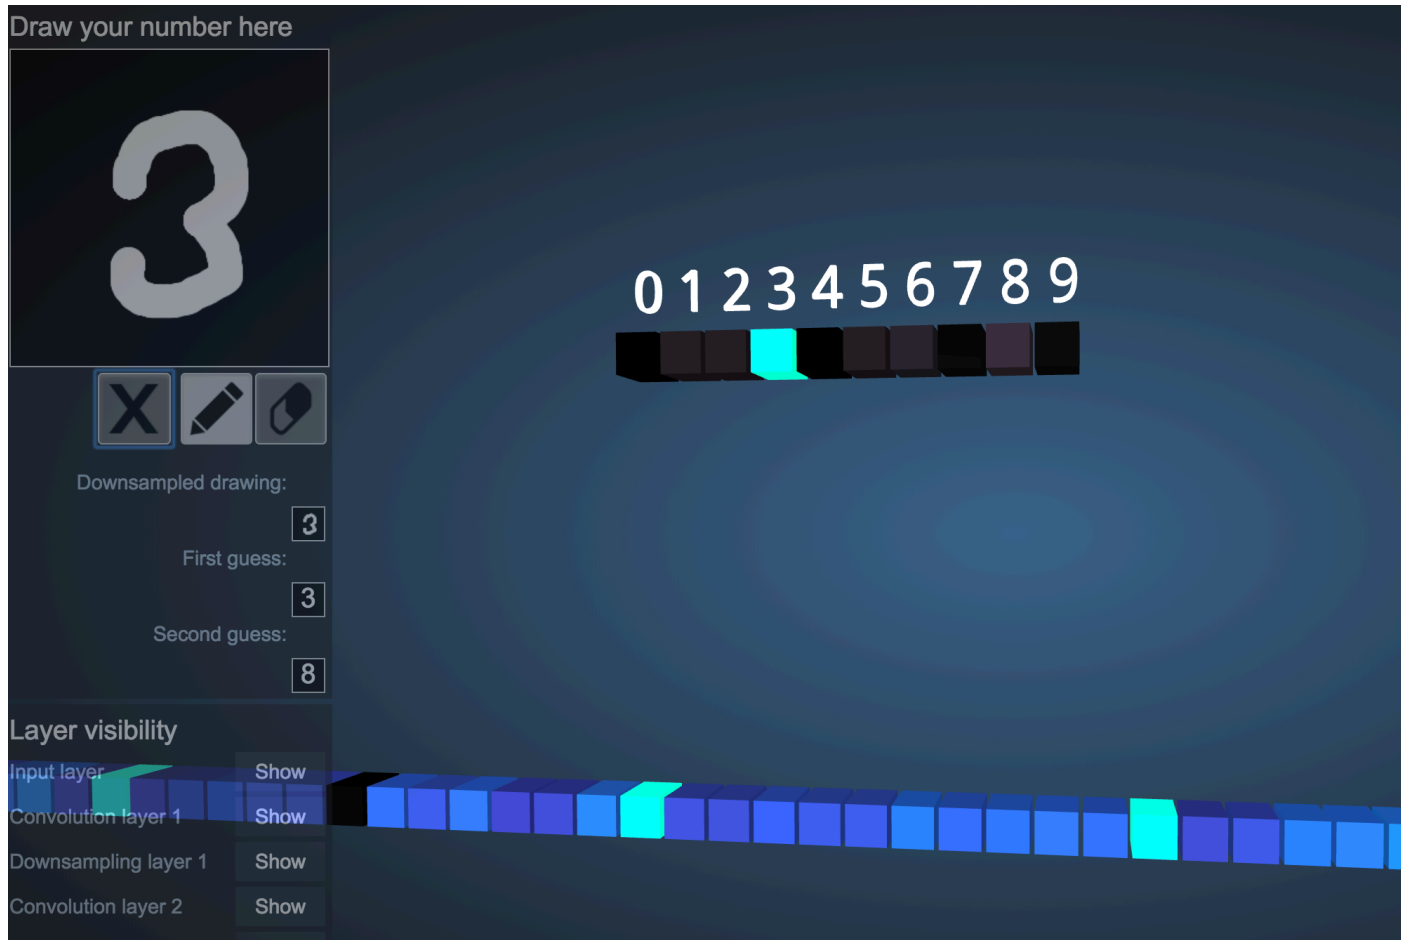 Draw your number here
3
0 1 2 3 4 5 6 7 8 9
X
Downsampled drawing:
3
First guess:
3
Second guess:
8
Layer visibility
Input layer Show
Convolution layer 1 Show
Downsampling layer 1 Show
Convolution layer 2 Show